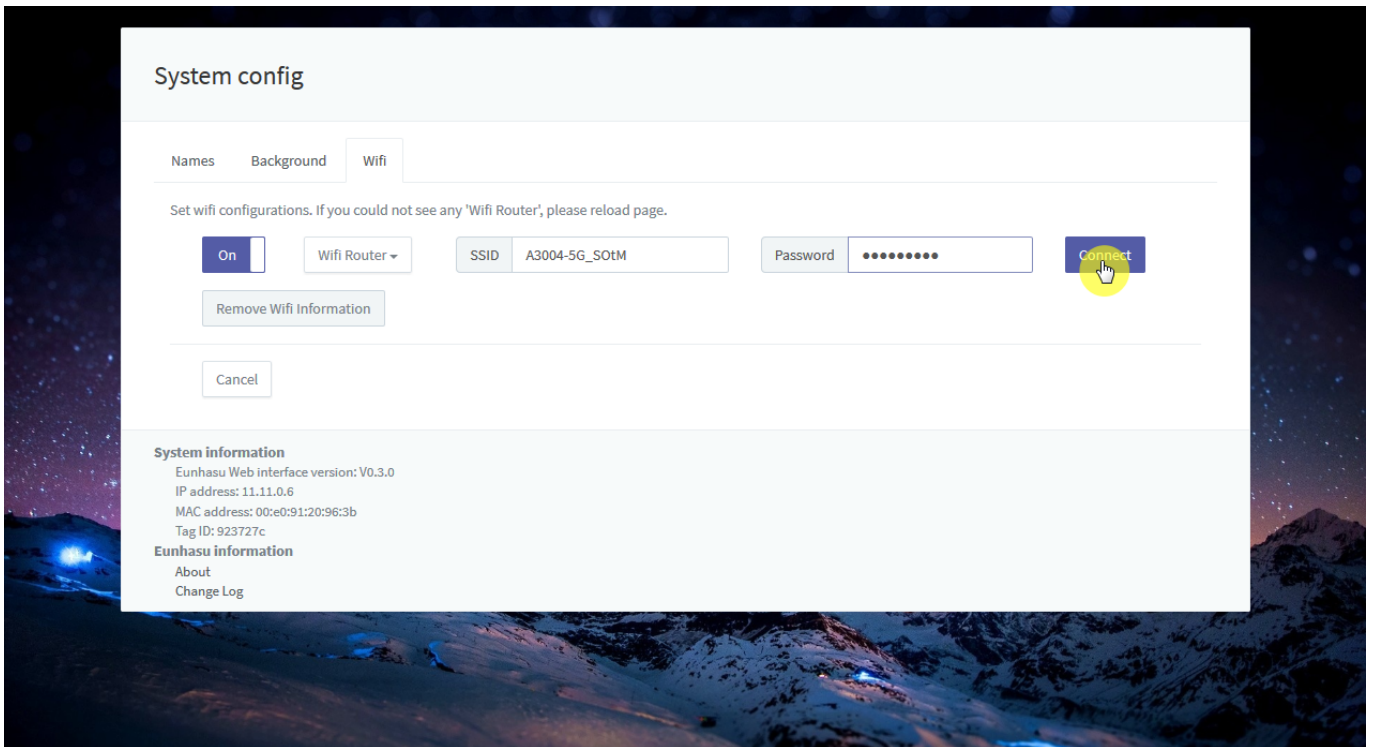 System config
Names Background Wifi
Set wifi configurations. If you could not see any 'Wifi Router', please reload page.
On Wifi Router SSID A3004-5G_SOtM Password ●●●●●●●●● Connect
Remove Wifi Information
Cancel
System information
Eunhasu Web interface version: V0.3.0
IP address: 11.11.0.6
MAC address: 00:e0:91:20:96:3b
Tag ID: 923727c
Eunhasu information
About
Change Log